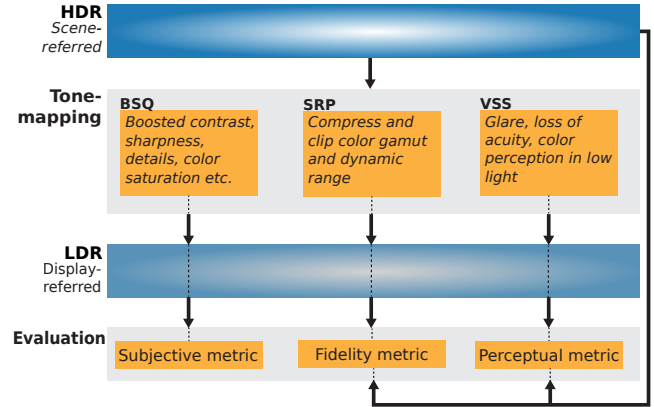 HDR
Scene-
referred
Tone-
mapping
BSQ
Boosted contrast,
sharpness,
details, color
saturation etc.
SRP
Compress and
clip color gamut
and dynamic
range
VSS
Glare, loss of
acuity, color
perception in low
light
LDR
Display-
referred
Evaluation
Subjective metric
Fidelity metric
Perceptual metric